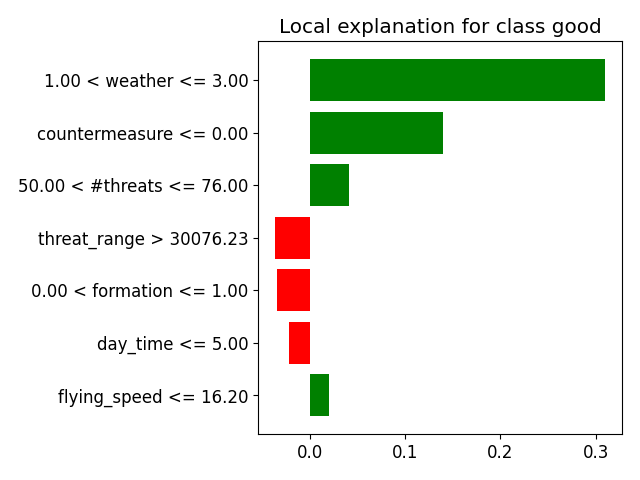 Local explanation for class good
1.00 < weather <= 3.00
countermeasure <= 0.00
50.00 < #threats <= 76.00
threat_range > 30076.23
0.00 < formation <= 1.00
day_time <= 5.00
flying_speed <= 16.20
0.0 0.1 0.2 0.3